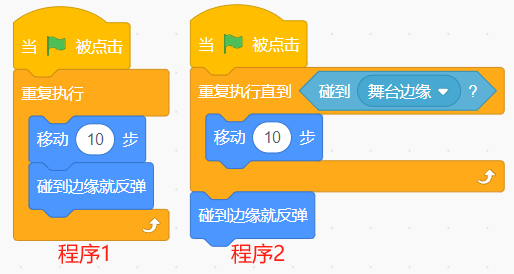 当 被点击
重复执行
移动 10 步
碰到边缘就反弹
程序1
当 被点击
重复执行直到 碰到 舞台边缘 ?
移动 10 步
碰到边缘就反弹
程序2